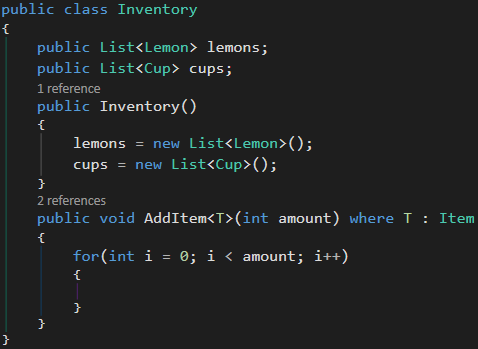 public class Inventory
{
public List<Lemon> lemons;
public List<Cup> cups;
1 reference
public Inventory()
{
lemons = new List<Lemon>();
cups = new List<Cup>();
}
2 references
public void AddItem<T>(int amount) where T : Item
{
for(int i = 0; i < amount; i++)
{
}
}
}